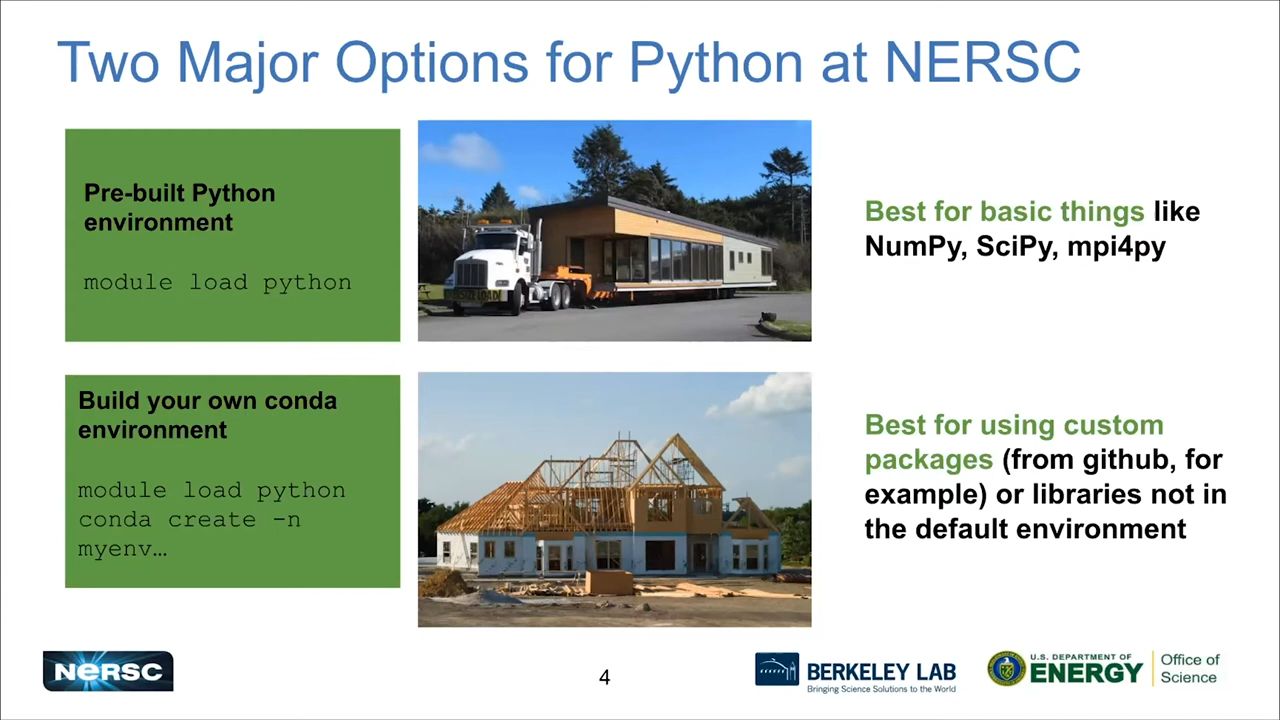 Two Major Options for Python at NERSC
Pre-built Python
environment
module load python
OVERSIZE LOAD
Best for basic things like
NumPy, SciPy, mpi4py
Build your own conda
environment
module load python
conda create -n
myenv…
Best for using custom
packages (from github, for
example) or libraries not in
the default environment
NERSC
4
BERKELEY LAB
Bringing Science Solutions to the World
U.S. DEPARTMENT OF
ENERGY
Office of
Science